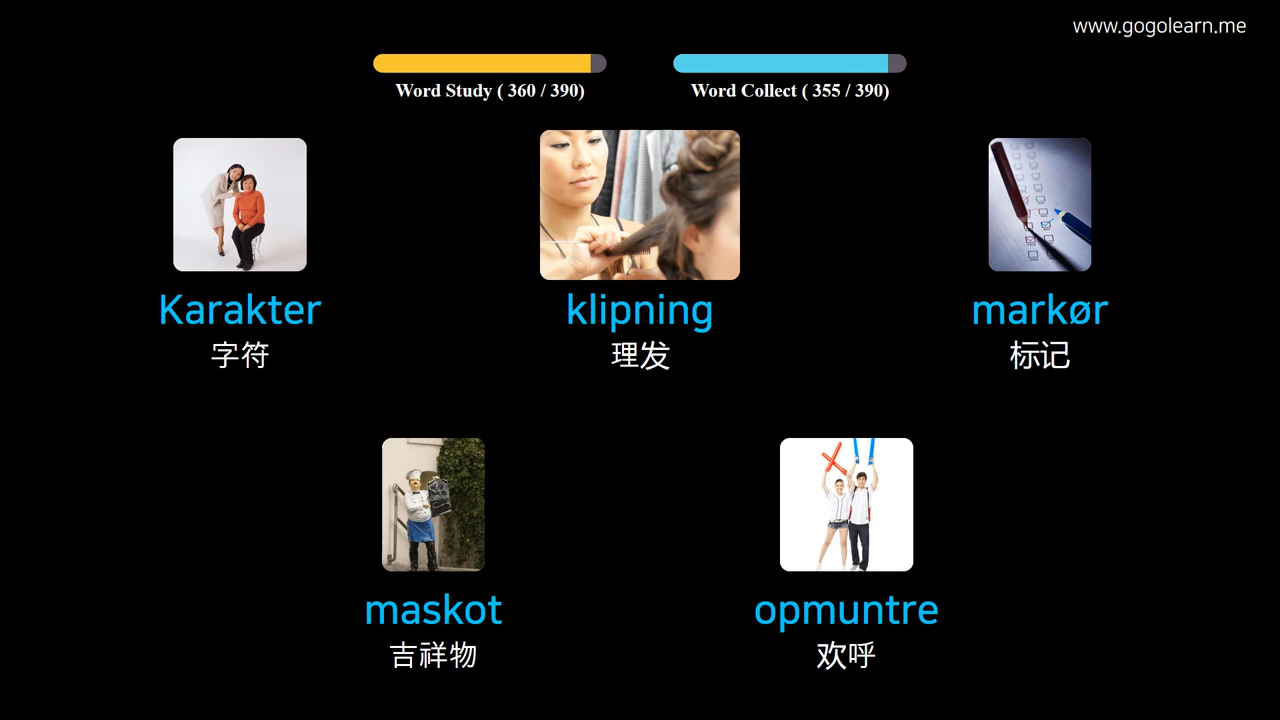 www.gogolearn.me
Word Study ( 360 / 390)
Word Collect ( 355 / 390)
Karakter
字符
klipning
理发
markør
标记
maskot
吉祥物
opmuntre
欢呼